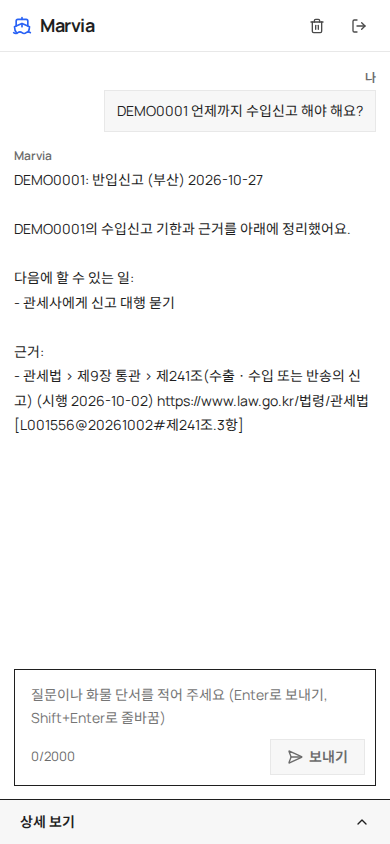 Marvia
나
DEMO0001 언제까지 수입신고 해야 해요?
Marvia
DEMO0001: 반입신고 (부산) 2026-10-27
DEMO0001의 수입신고 기한과 근거를 아래에 정리했어요.
다음에 할 수 있는 일:
- 관세사에게 신고 대행 묻기
근거:
- 관세법 > 제9장 통관 > 제241조(수출ㆍ수입 또는 반송의 신
고) (시행 2026-10-02) https://www.law.go.kr/법령/관세법
[L001556@20261002#제241조.3항]
질문이나 화물 단서를 적어 주세요 (Enter로 보내기,
Shift+Enter로 줄바꿈)
0/2000
보내기
상세 보기